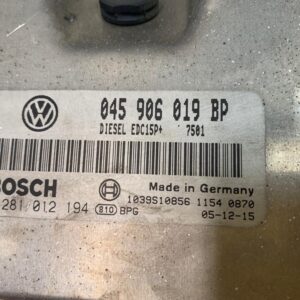 045 906 019 BP
DIESEL EDC15P+ 7501
BOSCH
Made in Germany
281 012 194 810 BPG
1039S10856 1154 0870
05-12-15